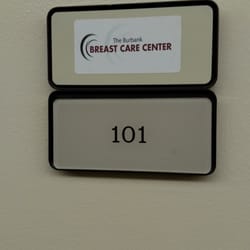 The Burbank
BREAST CARE CENTER
101